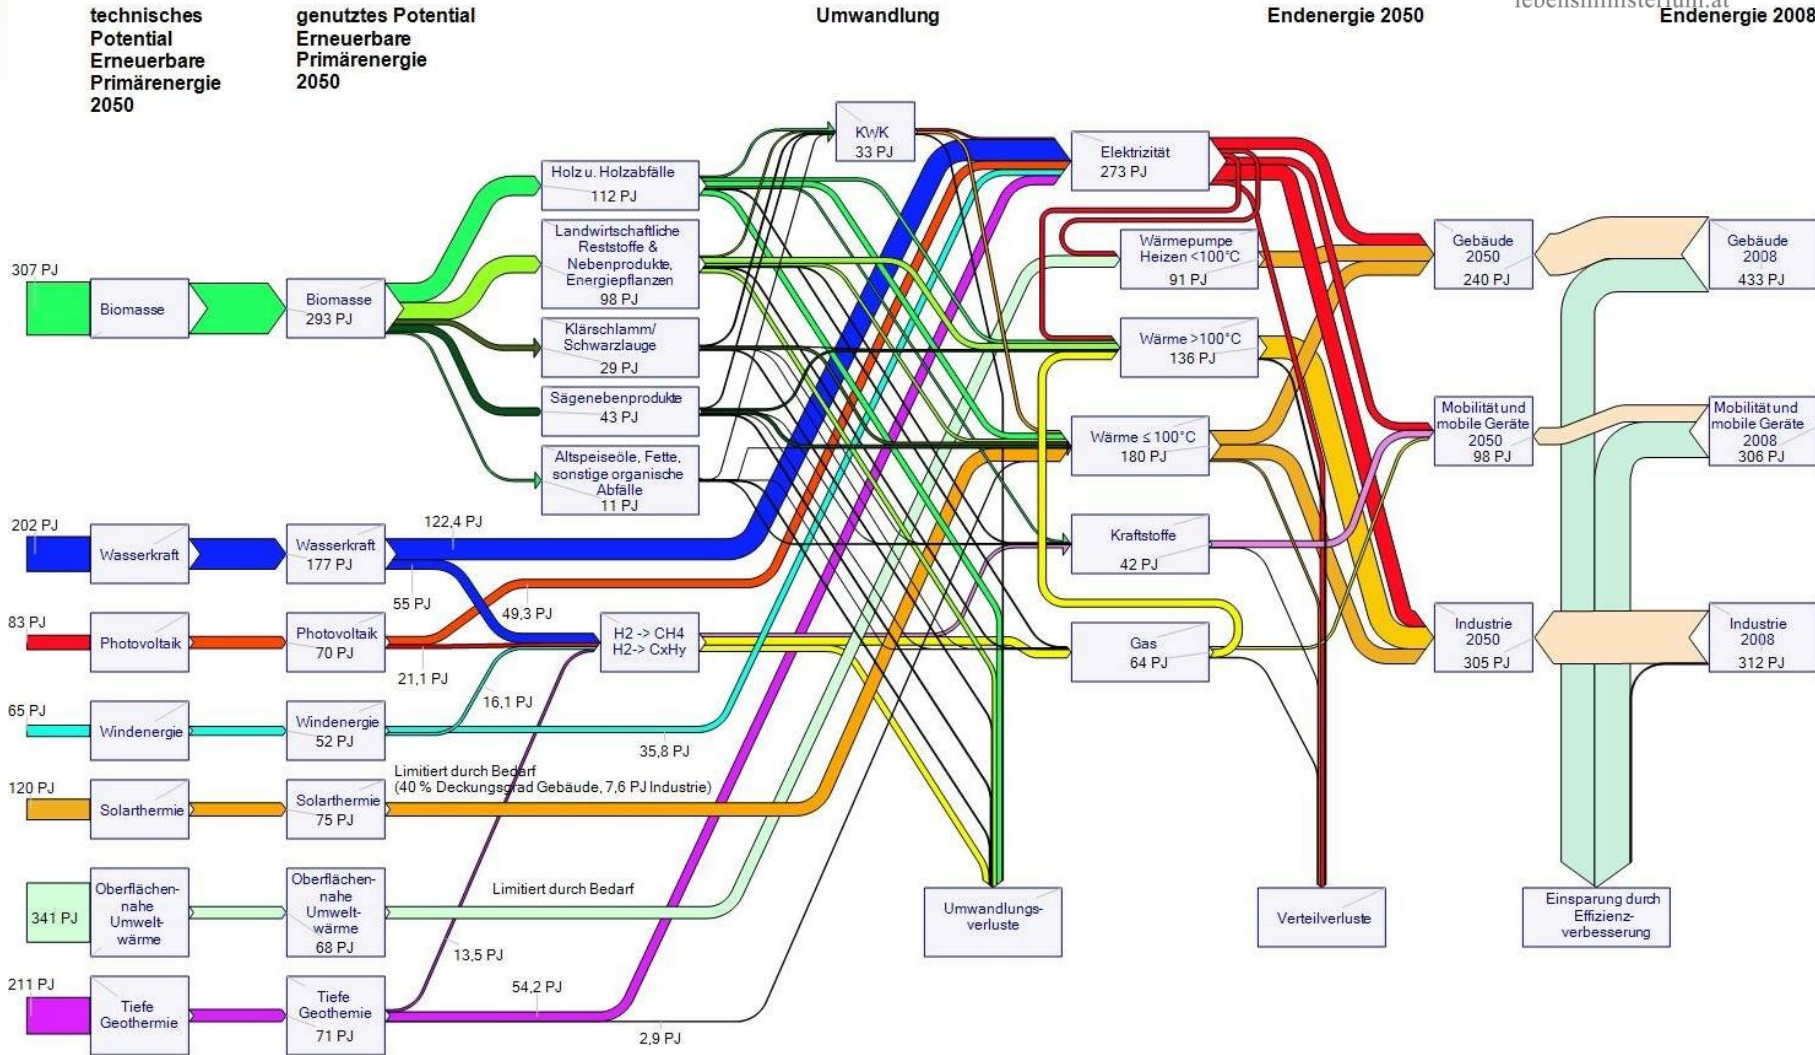 lebensministerium.at
technisches
Potential
Erneuerbare
Primärenergie
2050
genutztes Potential
Erneuerbare
Primärenergie
2050
Umwandlung
Endenergie 2050
Endenergie 2008
307 PJ
Biomasse
Biomasse
293 PJ
202 PJ
Wasserkraft
Wasserkraft
177 PJ
122,4 PJ
55 PJ
83 PJ
Photovoltaik
Photovoltaik
70 PJ
49,3 PJ
21,1 PJ
65 PJ
Windenergie
Windenergie
52 PJ
16,1 PJ
35,8 PJ
120 PJ
Solarthermie
Solarthermie
75 PJ
Limitiert durch Bedarf
(40 % Deckungsgrad Gebäude, 7,6 PJ Industrie)
341 PJ
Oberflächen-
nahe
Umwelt-
wärme
Oberflächen-
nahe
Umwelt-
wärme
68 PJ
Limitiert durch Bedarf
211 PJ
Tiefe
Geothermie
Tiefe
Geothemie
71 PJ
13,5 PJ
54,2 PJ
2,9 PJ
Holz u. Holzabfälle
112 PJ
Landwirtschaftliche
Reststoffe &
Nebenprodukte,
Energiepflanzen
98 PJ
Klärschlamm/
Schwarzlauge
29 PJ
Sägenebenprodukte
43 PJ
Altspeiseöle, Fette,
sonstige organische
Abfälle
11 PJ
H2 -> CH4
H2-> CxHy
KWK
33 PJ
Umwandlungs-
verluste
Elektrizität
273 PJ
Wärmepumpe
Heizen <100°C
91 PJ
Wärme >100°C
136 PJ
Wärme ≤ 100°C
180 PJ
Kraftstoffe
42 PJ
Gas
64 PJ
Verteilverluste
Gebäude
2050
240 PJ
Mobilität und
mobile Geräte
2050
98 PJ
Industrie
2050
305 PJ
Einsparung durch
Effizienz-
verbesserung
Gebäude
2008
433 PJ
Mobilität und
mobile Geräte
2008
306 PJ
Industrie
2008
312 PJ